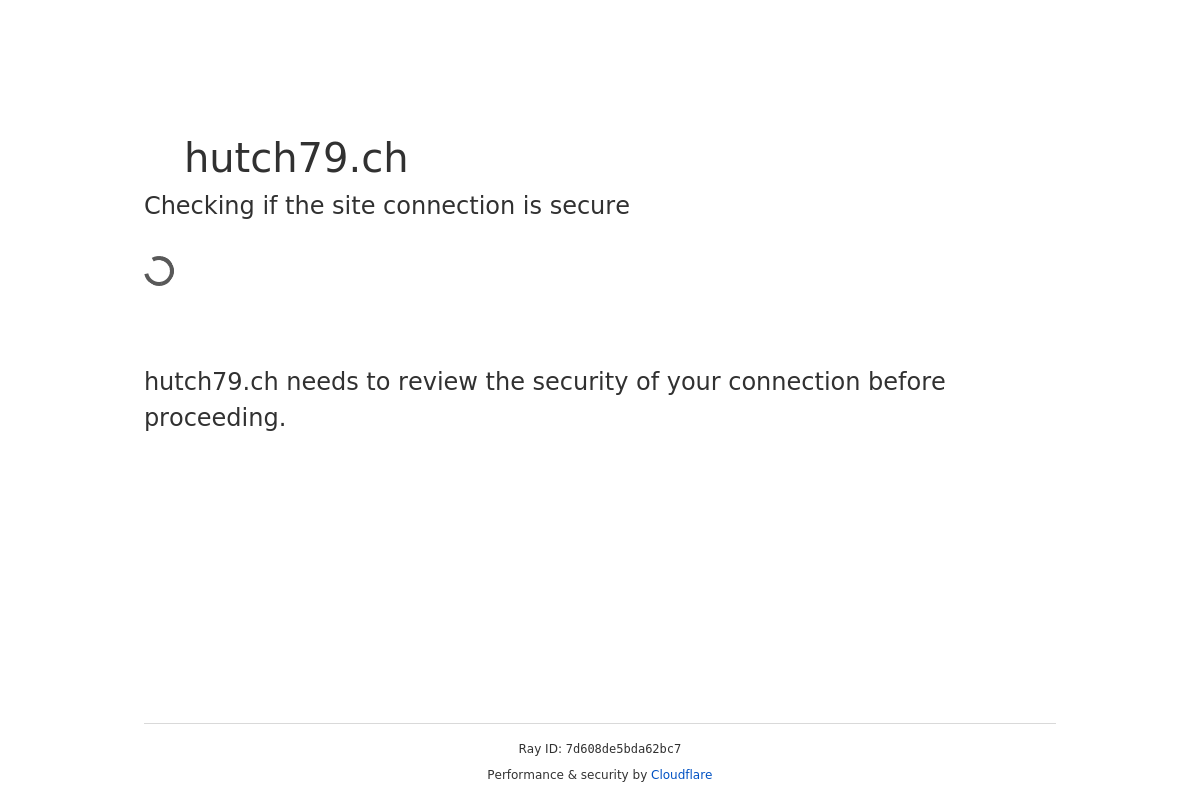 hutch79.ch
Checking if the site connection is secure
hutch79.ch needs to review the security of your connection before
proceeding.
Ray ID: 7d608de5bda62bc7
Performance & security by Cloudflare